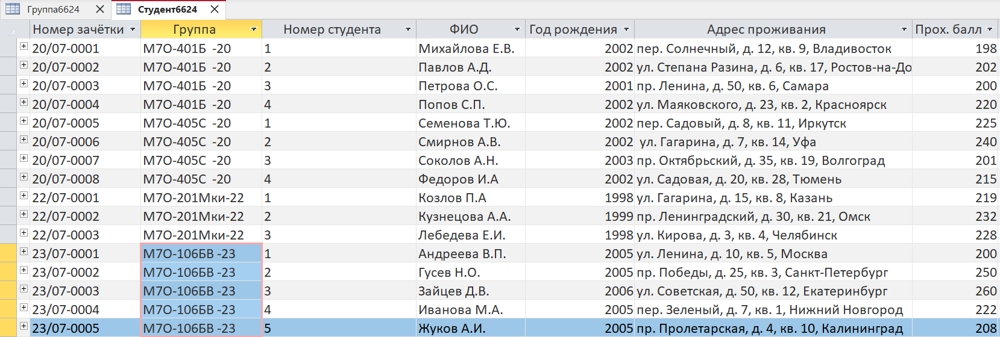 Группа6624 Студент6624
Номер зачётки Группа Номер студента ФИО Год рождения Адрес проживания Прох. балл
20/07-0001 М7О-401Б -20 1 Михайлова Е.В. 2002 пер. Солнечный, д. 12, кв. 9, Владивосток 198
20/07-0002 М7О-401Б -20 2 Павлов А.Д. 2002 ул. Степана Разина, д. 6, кв. 17, Ростов-на-До 202
20/07-0003 М7О-401Б -20 3 Петрова О.С. 2001 пр. Ленина, д. 50, кв. 6, Самара 200
20/07-0004 М7О-401Б -20 4 Попов С.П. 2002 ул. Маяковского, д. 23, кв. 2, Красноярск 220
20/07-0005 М7О-405С -20 1 Семенова Т.Ю. 2002 пер. Садовый, д. 8, кв. 11, Иркутск 225
20/07-0006 М7О-405С -20 2 Смирнов А.В. 2002 ул. Гагарина, д. 7, кв. 14, Уфа 240
20/07-0007 М7О-405С -20 3 Соколов А.Н. 2003 пр. Октябрьский, д. 35, кв. 19, Волгоград 201
20/07-0008 М7О-405С -20 4 Федоров И.А 2002 ул. Садовая, д. 20, кв. 28, Тюмень 215
22/07-0001 М7О-201Мки-22 1 Козлов П.А 1998 ул. Гагарина, д. 15, кв. 8, Казань 219
22/07-0002 М7О-201Мки-22 2 Кузнецова А.А. 1999 пр. Ленинградский, д. 30, кв. 21, Омск 232
22/07-0003 М7О-201Мки-22 3 Лебедева Е.И. 1998 ул. Кирова, д. 3, кв. 4, Челябинск 228
23/07-0001 М7О-106БВ -23 1 Андреева В.П. 2005 ул. Ленина, д. 10, кв. 5, Москва 200
23/07-0002 М7О-106БВ -23 2 Гусев Н.О. 2005 пр. Победы, д. 25, кв. 3, Санкт-Петербург 250
23/07-0003 М7О-106БВ -23 3 Зайцев Д.В. 2006 ул. Советская, д. 50, кв. 12, Екатеринбург 260
23/07-0004 М7О-106БВ -23 4 Иванова М.А. 2005 пер. Зеленый, д. 7, кв. 1, Нижний Новгород 222
23/07-0005 М7О-106БВ -23 5 Жуков А.И. 2005 пр. Пролетарская, д. 4, кв. 10, Калининград 208